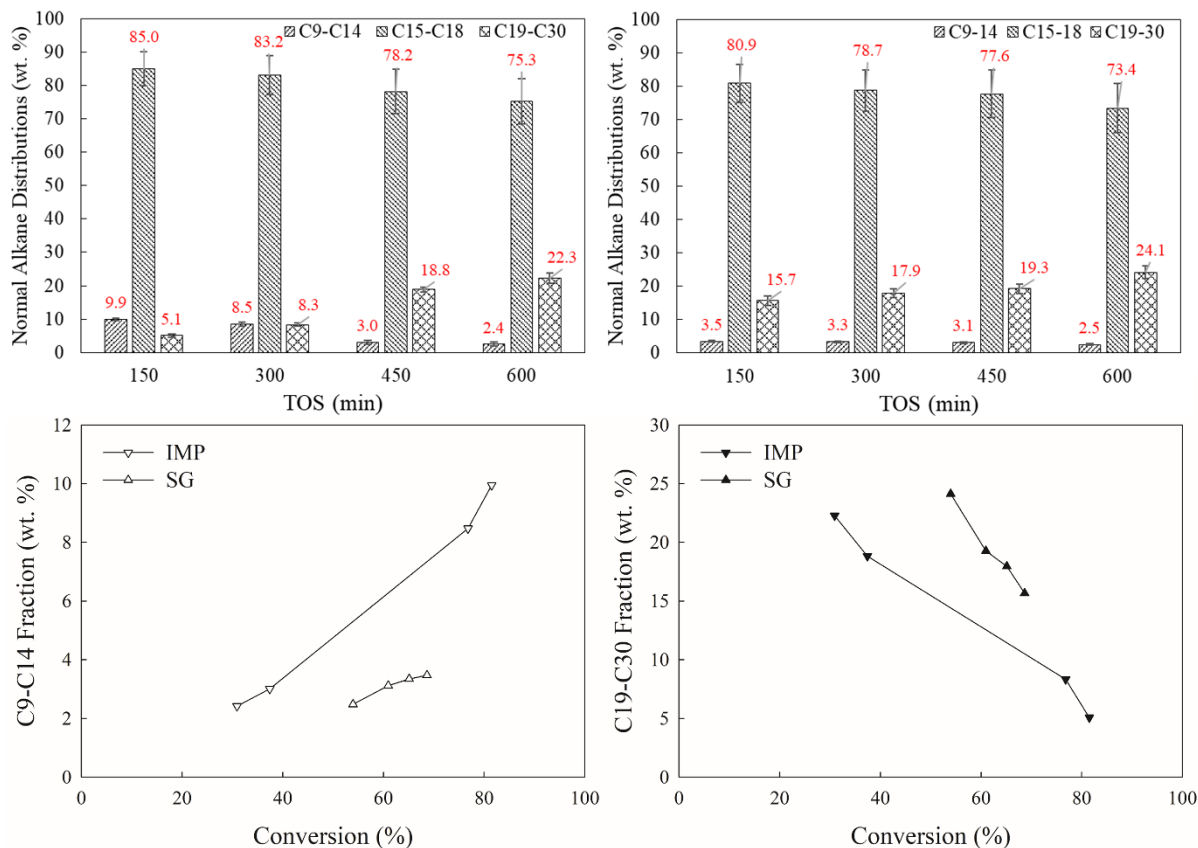 Normal Alkane Distributions (wt. %)
100
90
80
70
60
50
40
30
20
10
0
C9-C14 C15-C18 C19-C30
85.0 83.2 78.2 75.3
9.9 5.1 8.5 8.3 3.0 18.8 2.4 22.3
150 300 450 600
TOS (min)
Normal Alkane Distributions (wt. %)
100
90
80
70
60
50
40
30
20
10
0
C9-14 C15-18 C19-30
80.9 78.7 77.6 73.4
3.5 15.7 3.3 17.9 3.1 19.3 2.5 24.1
150 300 450 600
TOS (min)
C9-C14 Fraction (wt. %)
12
10
8
6
4
2
0
IMP
SG
0 20 40 60 80 100
Conversion (%)
C19-C30 Fraction (wt. %)
30
25
20
15
10
5
0
IMP
SG
0 20 40 60 80 100
Conversion (%)